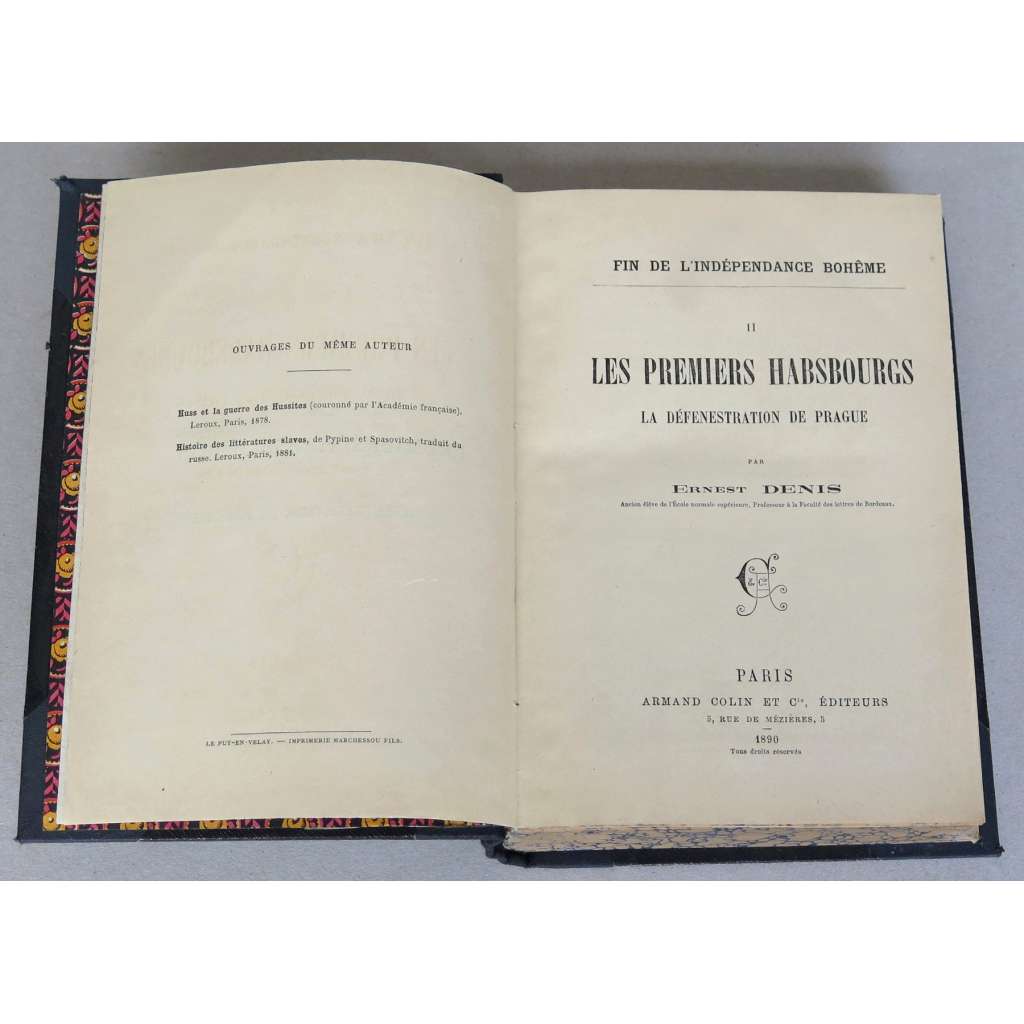 OUVRAGES DU MÊME AUTEUR
Huss et la guerre des Hussites (couronné par l'Académie française),
Leroux, Paris, 1878.
Histoire des littératures slaves, de Pypine et Spasovitch, traduit du
russe. Leroux, Paris, 1881.
LE PUY-EN-VELAY. — IMPRIMERIE MARCHESSOU FILS.
FIN DE L'INDÉPENDANCE BOHÊME
II
LES PREMIERS HABSBOURGS
LA DÉFENESTRATION DE PRAGUE
PAR
ERNEST DENIS
Ancien élève de l'École normale supérieure, Professeur à la Faculté des lettres de Bordeaux.
& Cie
PARIS
ARMAND COLIN ET Cie, ÉDITEURS
5, RUE DE MÉZIÈRES, 5
1890
Tous droits réservés